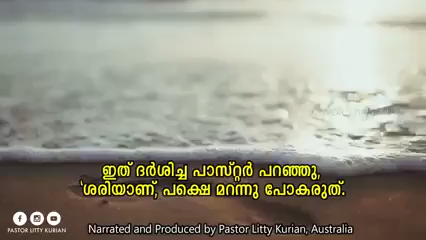 ഇത് ദർശിച്ച പാസ്റ്റർ പറഞ്ഞു,
'ശരിയാണ്, പക്ഷെ മറന്നു പോകരുത്.
PASTOR LITTY KURIAN
Narrated and Produced by Pastor Litty Kurian, Australia